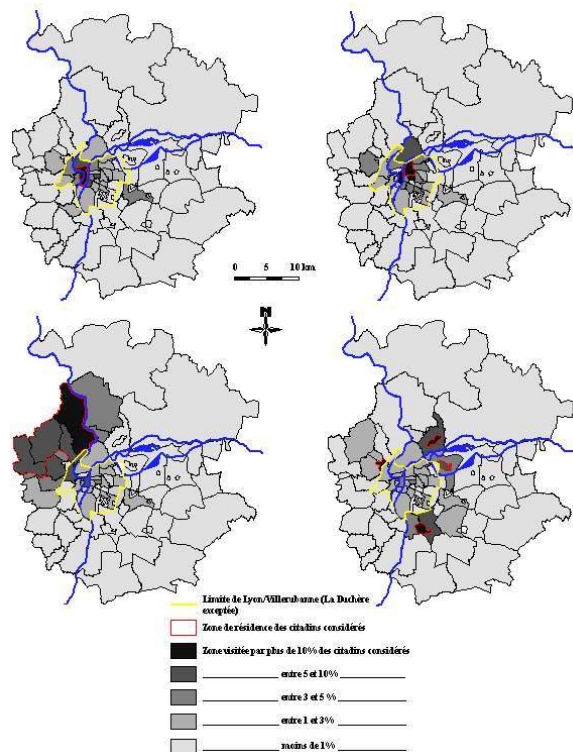 0 5 10 km
N
Limite de Lyon/Villeurbanne (La Duchère
exceptée)
Zone de résidence des citadins considérés
Zone visitée par plus de 10% des citadins considérés
entre 5 et 10%
entre 3 et 5 %
entre 1 et 3%
moins de 1%